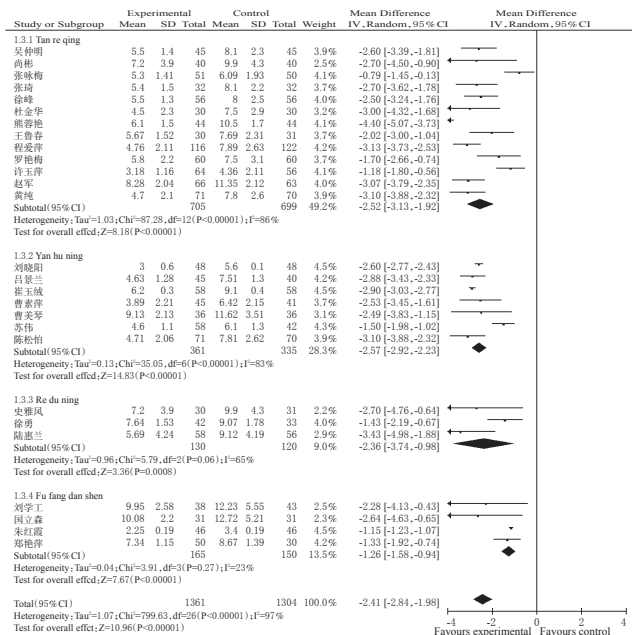 Experimental Control Mean Difference Mean Difference
Study or Subgroup Mean SD Total Mean SD Total Weight IV, Random, 95%CI IV, Random, 95%CI
1.3.1 Tan re qing
吴仲明 5.5 1.4 45 8.1 2.3 45 3.9% -2.60 [-3.39, -1.81]
尚彬 7.2 3.9 40 9.9 4.3 40 3.0% -2.70 [-4.50, -0.90]
张咏梅 5.3 1.41 51 6.09 1.93 50 4.0% -0.79 [-1.45, -0.13]
张琦 5.4 1.5 32 8.1 2.2 32 3.8% -2.70 [-3.62, -1.78]
徐峰 5.5 1.3 56 8 2.5 56 3.9% -2.50 [-3.24, -1.76]
杜金华 4.5 2.3 30 7.5 2.9 30 3.4% -3.00 [-4.32, -1.68]
熊蓉艳 6.1 1.5 44 10.5 1.7 44 4.0% -4.40 [-5.07, -3.73]
王鲁春 5.67 1.52 30 7.69 2.31 31 3.7% -2.02 [-3.00, -1.04]
程爱萍 4.76 2.11 116 7.89 2.63 122 4.0% -3.13 [-3.73, -2.53]
罗艳梅 5.8 2.2 60 7.5 3.1 60 3.8% -1.70 [-2.66, -0.74]
许玉萍 3.18 1.16 64 4.36 2.11 56 4.0% -1.18 [-1.80, -0.56]
赵军 8.28 2.04 66 11.35 2.12 63 3.9% -3.07 [-3.79, -2.35]
黄纯 4.7 2.1 71 7.8 2.6 70 3.9% -3.10 [-3.88, -2.32]
Subtotal(95%CI) 705 699 49.2% -2.52 [-3.13, -1.92]
Heterogeneity:Tau²=1.03;Chi²=87.28, df=12(P<0.00001);I²=86%
Test for overall effcd:Z=8.18(P<0.00001)
1.3.2 Yan hu ning
刘晓阳 3 0.6 48 5.6 0.1 48 4.3% -2.60 [-2.77, -2.43]
吕景兰 4.63 1.28 45 7.51 1.3 40 4.1% -2.88 [-3.43, -2.33]
崔玉绒 6.2 0.3 58 9.1 0.4 58 4.3% -2.90 [-3.03, -2.77]
曹素萍 3.89 2.21 45 6.42 2.15 41 3.7% -2.53 [-3.45, -1.61]
曹美琴 9.13 2.13 36 11.62 3.51 36 3.4% -2.49 [-3.83, -1.15]
苏伟 4.6 1.1 58 6.1 1.3 42 4.1% -1.50 [-1.98, -1.02]
陈松怕 4.71 2.06 71 7.81 2.62 70 3.9% -3.10 [-3.88, -2.32]
Subtotal(95%CI) 361 335 28.3% -2.57 [-2.92, -2.23]
Heterogeneity:Tau²=0.13;Chi²=35.05, df=6(P<0.00001);I²=83%
Test for overall effcd:Z=14.83(P<0.00001)
1.3.3 Re du ning
史雅风 7.2 3.9 30 9.9 4.3 31 2.2% -2.70 [-4.76, -0.64]
徐勇 7.64 1.53 42 9.07 1.78 33 4.0% -1.43 [-2.19, -0.67]
陆惠兰 5.69 4.24 58 9.12 4.19 56 2.8% -3.43 [-4.98, -1.88]
Subtotal(95%CI) 130 120 9.0% -2.36 [-3.74, -0.98]
Heterogeneity:Tau²=0.96;Chi²=5.79, df=2(P=0.06);I²=65%
Test for overall effcd:Z=3.36(P=0.0008)
1.3.4 Fu fang dan shen
刘学工 9.95 2.58 38 12.23 5.55 43 2.5% -2.28 [-4.13, -0.43]
国立森 10.08 2.2 31 12.72 5.21 31 2.5% -2.64 [-4.63, -0.65]
朱红霞 2.25 0.19 46 3.4 0.19 46 4.5% -1.15 [-1.23, -1.07]
郑艳萍 7.34 1.15 50 8.67 1.39 30 4.0% -1.33 [-1.92, -0.74]
Subtotal(95%CI) 165 150 13.5% -1.26 [-1.58, -0.94]
Heterogeneity:Tau²=0.04;Chi²=3.91, df=3(P=0.27);I²=23%
Test for overall effcd:Z=7.67(P<0.00001)
Total(95%CI) 1361 1304 100.0% -2.41 [-2.84, -1.98]
Heterogeneity:Tau²=1.07;Chi²=799.63, df=26(P<0.00001);I²=97%
Test for overall effct:Z=10.96(P<0.00001)
-4 -2 0 2 4
Favours experimental Favours control